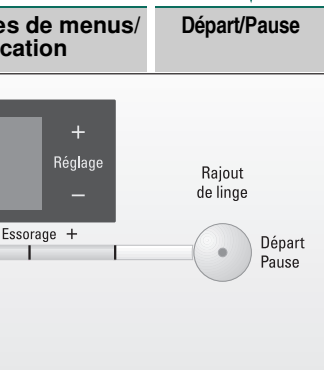 es de menus/
cation
Départ/Pause
+
Réglage
–
Rajout
de linge
Essorage +
Départ
Pause